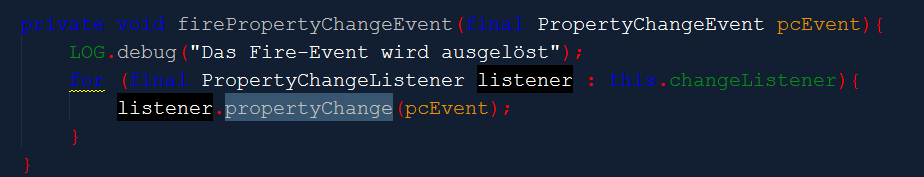 private void firePropertyChangeEvent(final PropertyChangeEvent pcEvent){
LOG.debug("Das Fire-Event wird ausgelöst");
for (final PropertyChangeListener listener : this.changeListener){
listener.propertyChange(pcEvent);
}
}